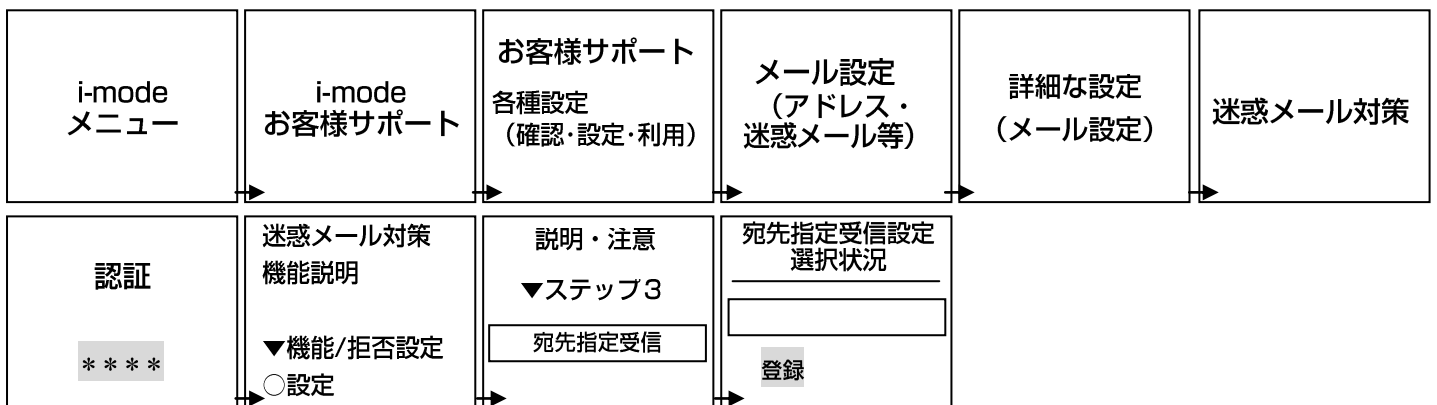 i-mode
メニュー
i-mode
お客様サポート
お客様サポート
各種設定
（確認･設定･利用）
メール設定
（アドレス・
迷惑メール等）
詳細な設定
（メール設定）
迷惑メール対策
認証
＊＊＊＊
迷惑メール対策
機能説明
▼機能/拒否設定
○設定
説明・注意
▼ステップ３
宛先指定受信
宛先指定受信設定
選択状況
登録